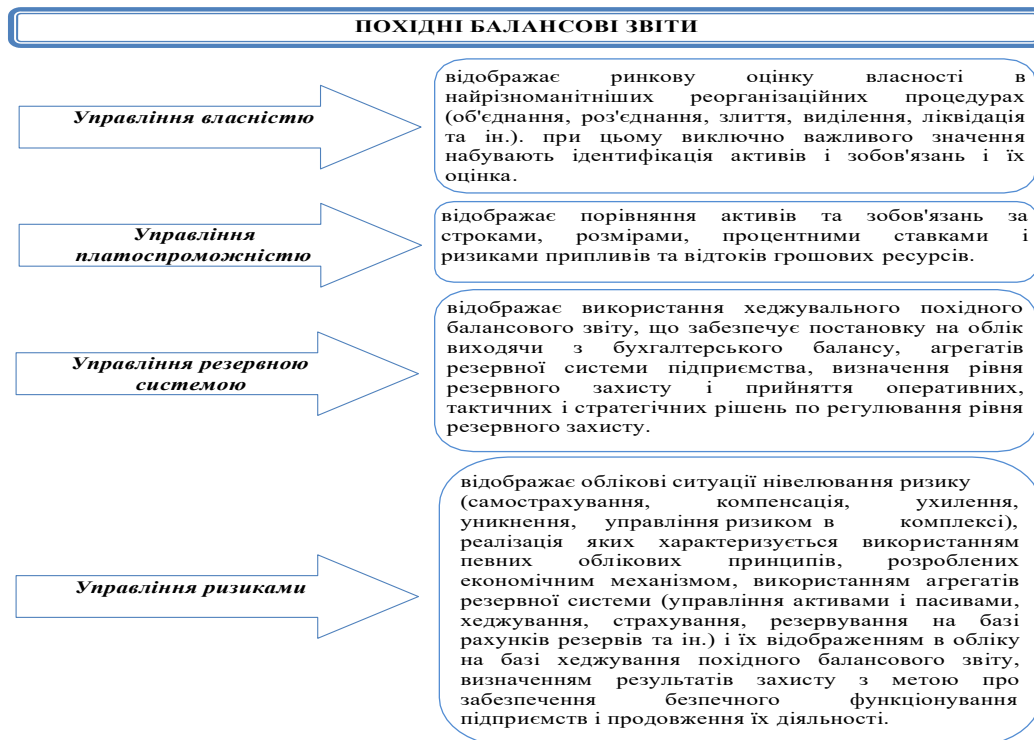 ПОХІДНІ БАЛАНСОВІ ЗВІТИ
Управління власністю
відображає ринкову оцінку власності в
найрізноманітніших реорганізаційних процедурах
(об'єднання, роз'єднання, злиття, виділення, ліквідація
та ін.). при цьому виключно важливого значення
набувають ідентифікація активів і зобов'язань і їх
оцінка.
Управління
платоспроможністю
відображає порівняння активів та зобов'язань за
строками, розмірами, процентними ставками і
ризиками припливів та відтоків грошових ресурсів.
Управління резервною
системою
відображає використання хеджувального похідного
балансового звіту, що забезпечує постановку на облік
виходячи з бухгалтерського балансу, агрегатів
резервної системи підприємства, визначення рівня
резервного захисту і прийняття оперативних,
тактичних і стратегічних рішень по регулювання рівня
резервного захисту.
Управління ризиками
відображає облікові ситуації нівелювання ризику
(самострахування, компенсація, ухилення,
уникнення, управління ризиком в комплексі),
реалізація яких характеризується використанням
певних облікових принципів, розроблених
економічним механізмом, використанням агрегатів
резервної системи (управління активами і пасивами,
хеджування, страхування, резервування на базі
рахунків резервів та ін.) і їх відображенням в обліку
на базі хеджування похідного балансового звіту,
визначенням результатів захисту з метою про
забезпечення безпечного функціонування
підприємств і продовження їх діяльності.